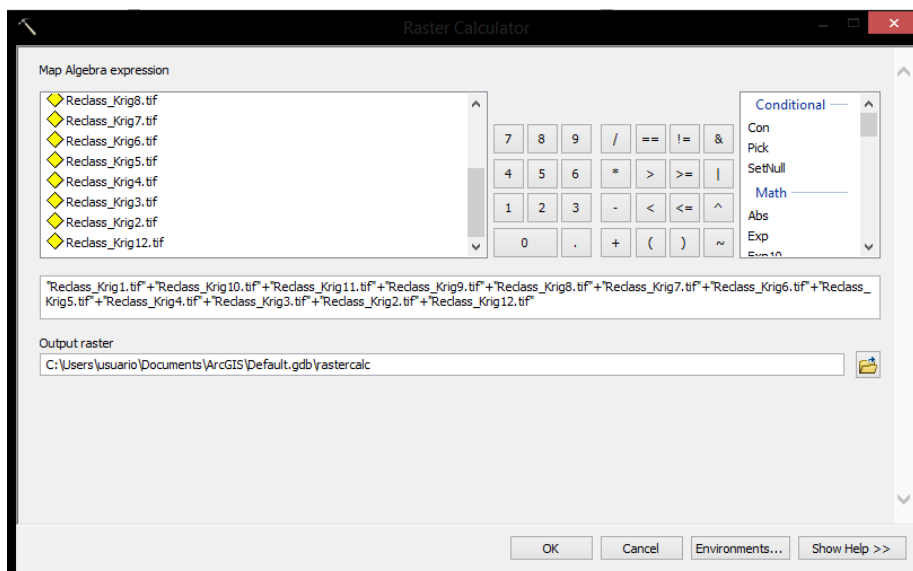 Raster Calculator
Map Algebra expression
Reclass_Krig8.tif
Reclass_Krig7.tif
Reclass_Krig6.tif
Reclass_Krig5.tif
Reclass_Krig4.tif
Reclass_Krig3.tif
Reclass_Krig2.tif
Reclass_Krig12.tif
7 8 9 / == != &
4 5 6 * > >= |
1 2 3 - < <= ^
0 . + ( ) ~
Conditional
Con
Pick
SetNull
Math
Abs
Exp
Exp10
"Reclass_Krig1.tif"+"Reclass_Krig10.tif"+"Reclass_Krig11.tif"+"Reclass_Krig9.tif"+"Reclass_Krig8.tif"+"Reclass_Krig7.tif"+"Reclass_Krig6.tif"+"Reclass_
Krig5.tif"+"Reclass_Krig4.tif"+"Reclass_Krig3.tif"+"Reclass_Krig2.tif"+"Reclass_Krig12.tif"
Output raster
C:\Users\usuario\Documents\ArcGIS\Default.gdb\rastercalc
OK Cancel Environments... Show Help >>